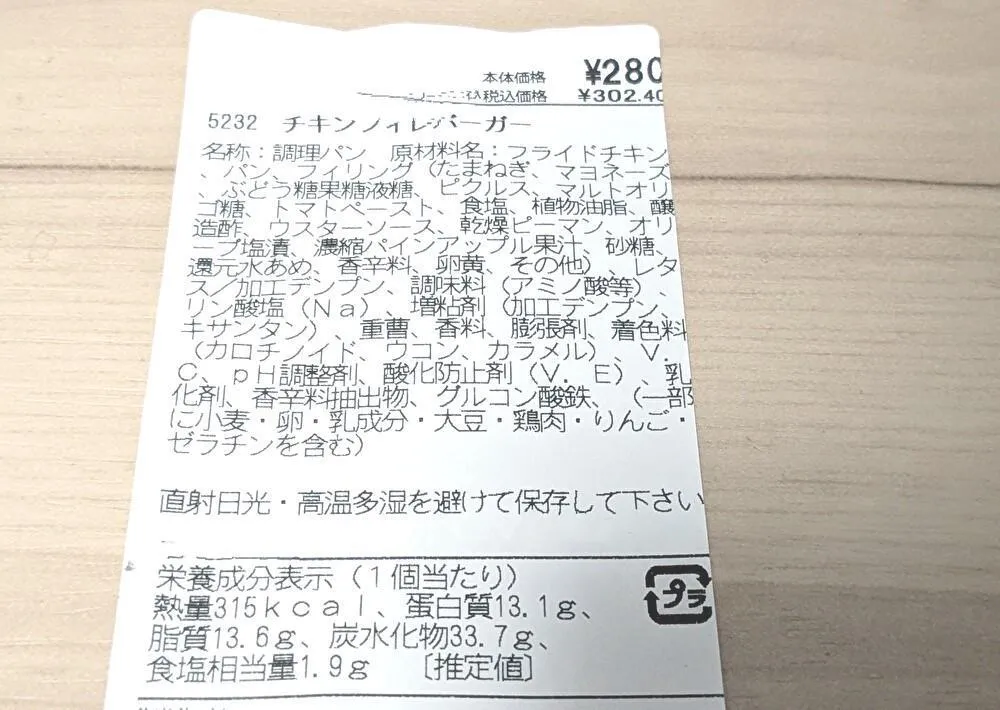 本体価格 ¥280
税込価格 ¥302.40
5232 チキンフィレバーガー
名称：調理パン 原材料名：フライドチキン
、パン、フィリング（たまねぎ、マヨネーズ
、ぶどう糖果糖液糖、ピクルス、マルトオリ
ゴ糖、トマトペースト、食塩、植物油脂、醸
造酢、ウスターソース、乾燥ピーマン、オリ
ーブ塩漬、濃縮パインアップル果汁、砂糖、
還元水あめ、香辛料、卵黄、その他）、レタ
ス／加工デンプン、調味料（アミノ酸等）、
リン酸塩（Na）、増粘剤（加工デンプン、
キサンタン）、重曹、香料、膨張剤、着色料
（カロチノイド、ウコン、カラメル）、V．
C、pH調整剤、酸化防止剤（V．E）、乳
化剤、香辛料抽出物、グルコン酸鉄、（一部
に小麦・卵・乳成分・大豆・鶏肉・りんご・
ゼラチンを含む）
直射日光・高温多湿を避けて保存して下さい
栄養成分表示（1個当たり）
熱量315kcal、蛋白質13.1g、
脂質13.6g、炭水化物33.7g、
食塩相当量1.9g 〔推定値〕
プラ